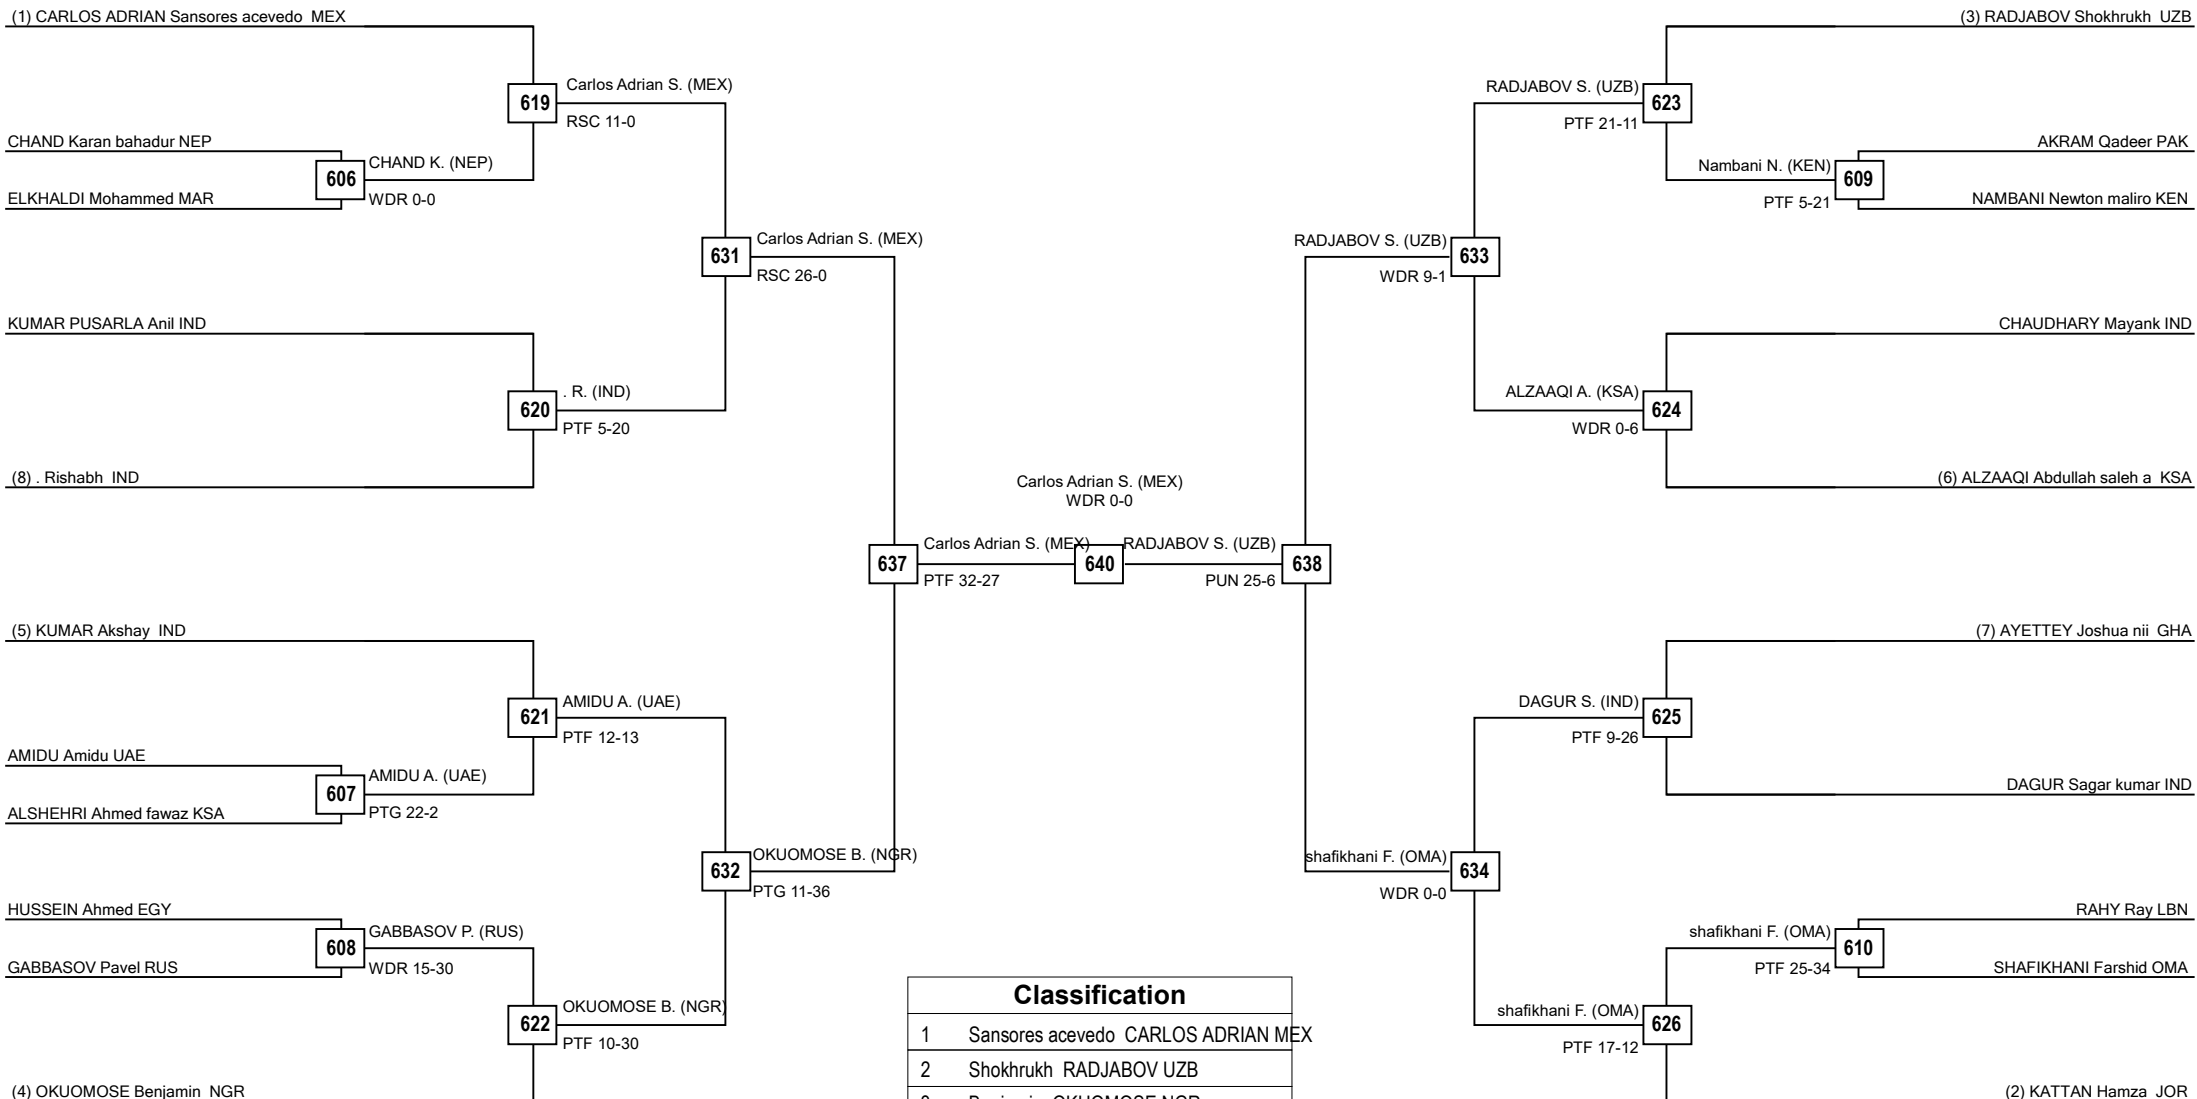 (1) CARLOS ADRIAN Sansores acevedo MEX
619
Carlos Adrian S. (MEX)
RSC 11-0
CHAND Karan bahadur NEP
606
CHAND K. (NEP)
WDR 0-0
ELKHALDI Mohammed MAR
631
Carlos Adrian S. (MEX)
RSC 26-0
KUMAR PUSARLA Anil IND
620
. R. (IND)
PTF 5-20
(8) . Rishabh IND
637
Carlos Adrian S. (MEX)
PTF 32-27
(5) KUMAR Akshay IND
621
AMIDU A. (UAE)
PTF 12-13
AMIDU Amidu UAE
607
AMIDU A. (UAE)
PTG 22-2
ALSHEHRI Ahmed fawaz KSA
632
OKUOMOSE B. (NGR)
PTG 11-36
HUSSEIN Ahmed EGY
608
GABBASOV P. (RUS)
WDR 15-30
GABBASOV Pavel RUS
622
OKUOMOSE B. (NGR)
PTF 10-30
(4) OKUOMOSE Benjamin NGR
Carlos Adrian S. (MEX)
WDR 0-0
640
(3) RADJABOV Shokhrukh UZB
RADJABOV S. (UZB)
623
PTF 21-11
AKRAM Qadeer PAK
Nambani N. (KEN)
609
PTF 5-21
NAMBANI Newton maliro KEN
RADJABOV S. (UZB)
633
WDR 9-1
CHAUDHARY Mayank IND
ALZAAQI A. (KSA)
624
WDR 0-6
(6) ALZAAQI Abdullah saleh a KSA
RADJABOV S. (UZB)
638
PUN 25-6
(7) AYETTEY Joshua nii GHA
DAGUR S. (IND)
625
PTF 9-26
DAGUR Sagar kumar IND
shafikhani F. (OMA)
634
WDR 0-0
RAHY Ray LBN
shafikhani F. (OMA)
610
PTF 25-34
SHAFIKHANI Farshid OMA
shafikhani F. (OMA)
626
PTF 17-12
(2) KATTAN Hamza JOR
Classification
1 Sansores acevedo CARLOS ADRIAN MEX
2 Shokhrukh RADJABOV UZB
3 Benjamin OKUOMOSE NGR